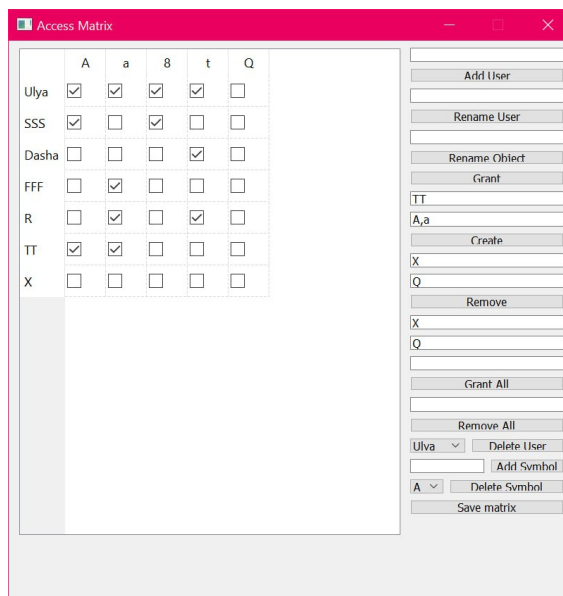 Access Matrix
A a 8 t Q
Ulya
SSS
Dasha
FFF
R
TT
X
Add User
Rename User
Rename Object
Grant
TT
A,a
Create
X
Q
Remove
X
Q
Grant All
Remove All
Ulya Delete User
Add Symbol
A Delete Symbol
Save matrix